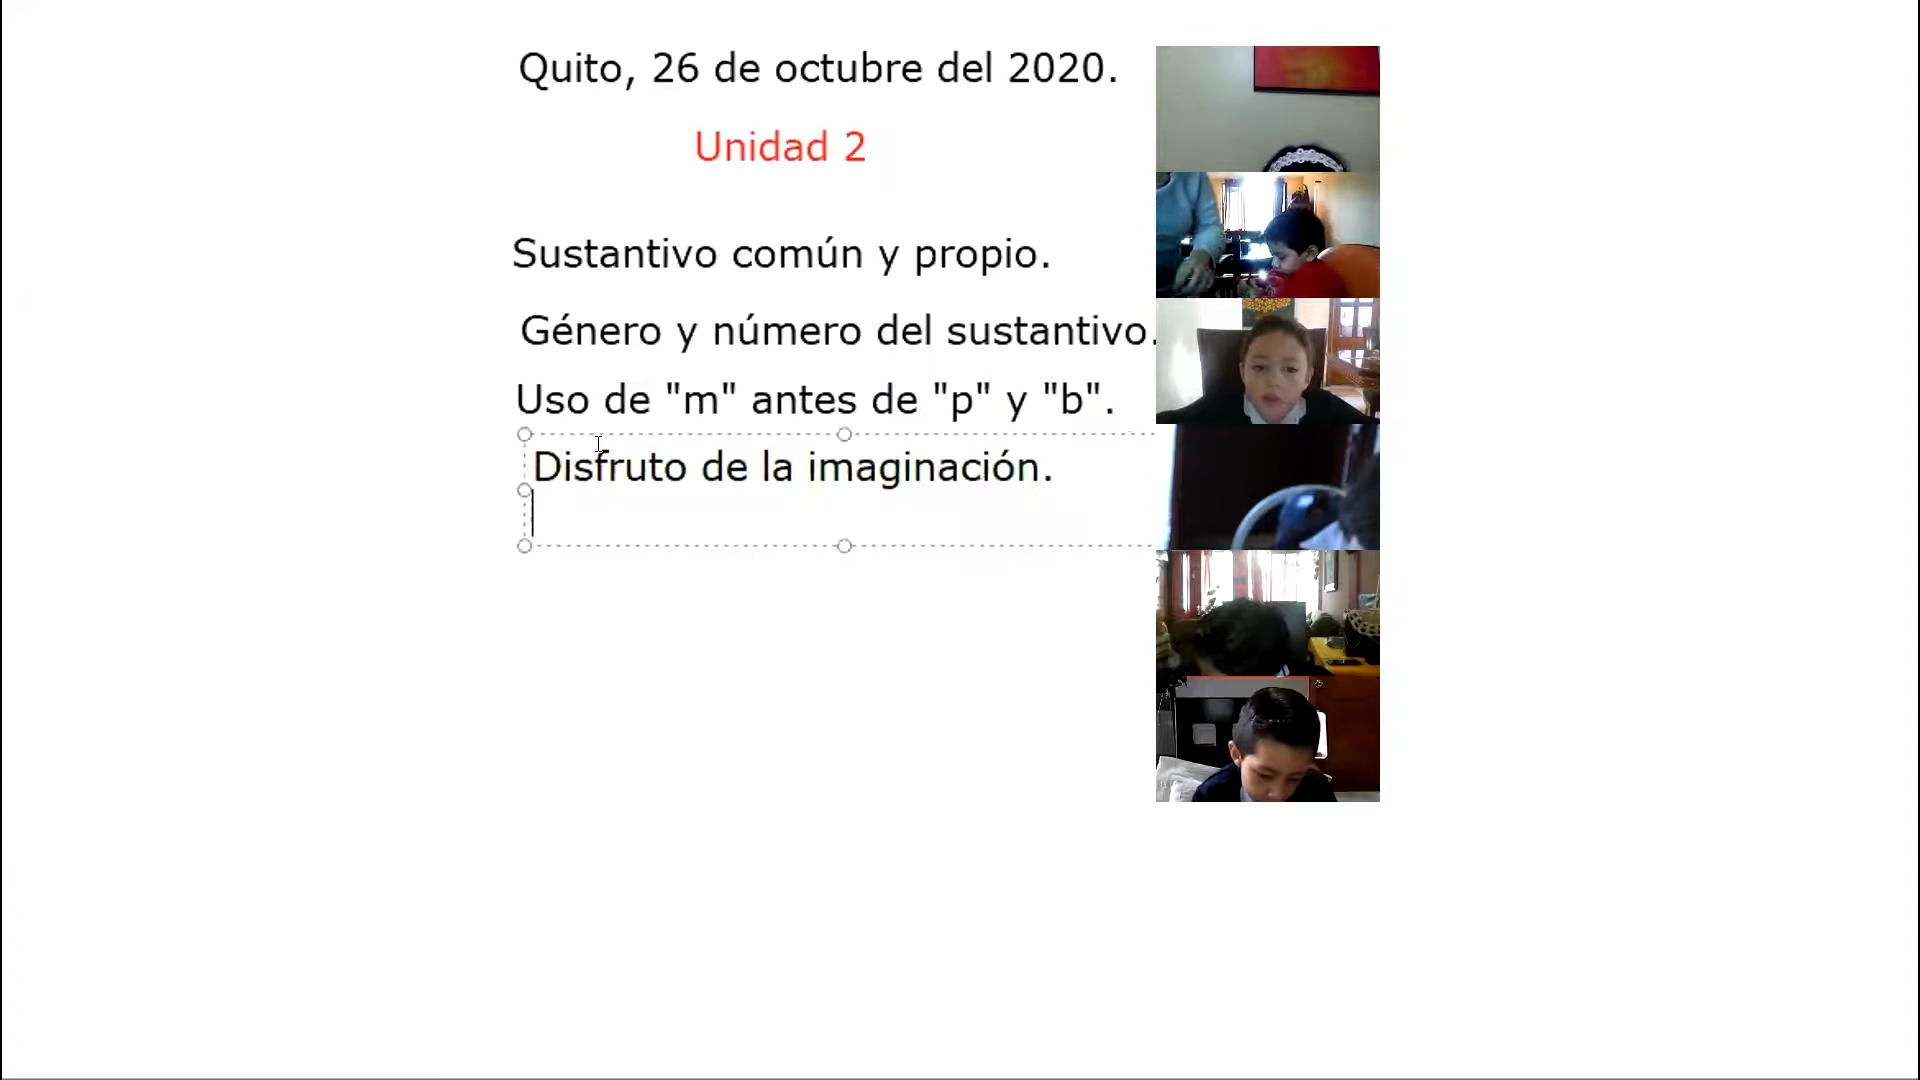 Quito, 26 de octubre del 2020.
Unidad 2
Sustantivo común y propio.
Género y número del sustantivo.
Uso de "m" antes de "p" y "b".
Disfruto de la imaginación.